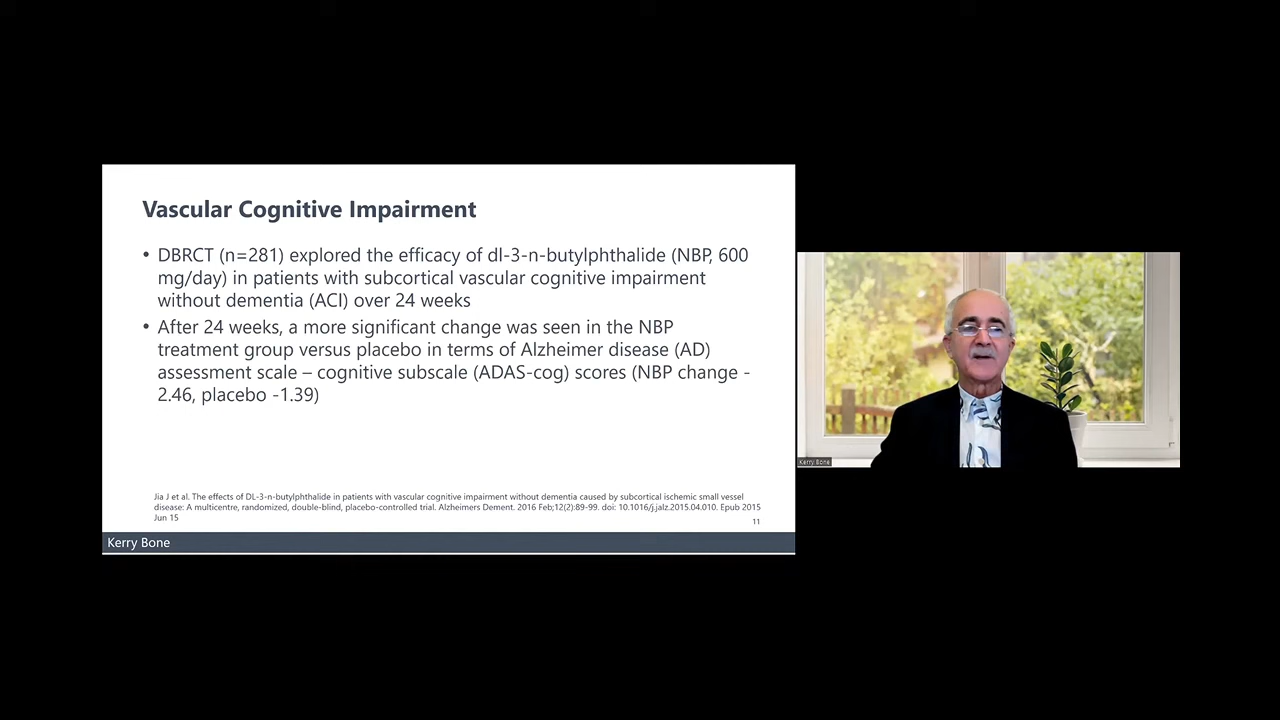 Vascular Cognitive Impairment
• DBRCT (n=281) explored the efficacy of dl-3-n-butylphthalide (NBP, 600
mg/day) in patients with subcortical vascular cognitive impairment
without dementia (ACI) over 24 weeks
• After 24 weeks, a more significant change was seen in the NBP
treatment group versus placebo in terms of Alzheimer disease (AD)
assessment scale – cognitive subscale (ADAS-cog) scores (NBP change -
2.46, placebo -1.39)
Jia J et al. The effects of DL-3-n-butylphthalide in patients with vascular cognitive impairment without dementia caused by subcortical ischemic small vessel
disease: A multicentre, randomized, double-blind, placebo-controlled trial. Alzheimers Dement. 2016 Feb;12(2):89-99. doi: 10.1016/j.jalz.2015.04.010. Epub 2015
Jun 15
11
Kerry Bone
Kerry Bone